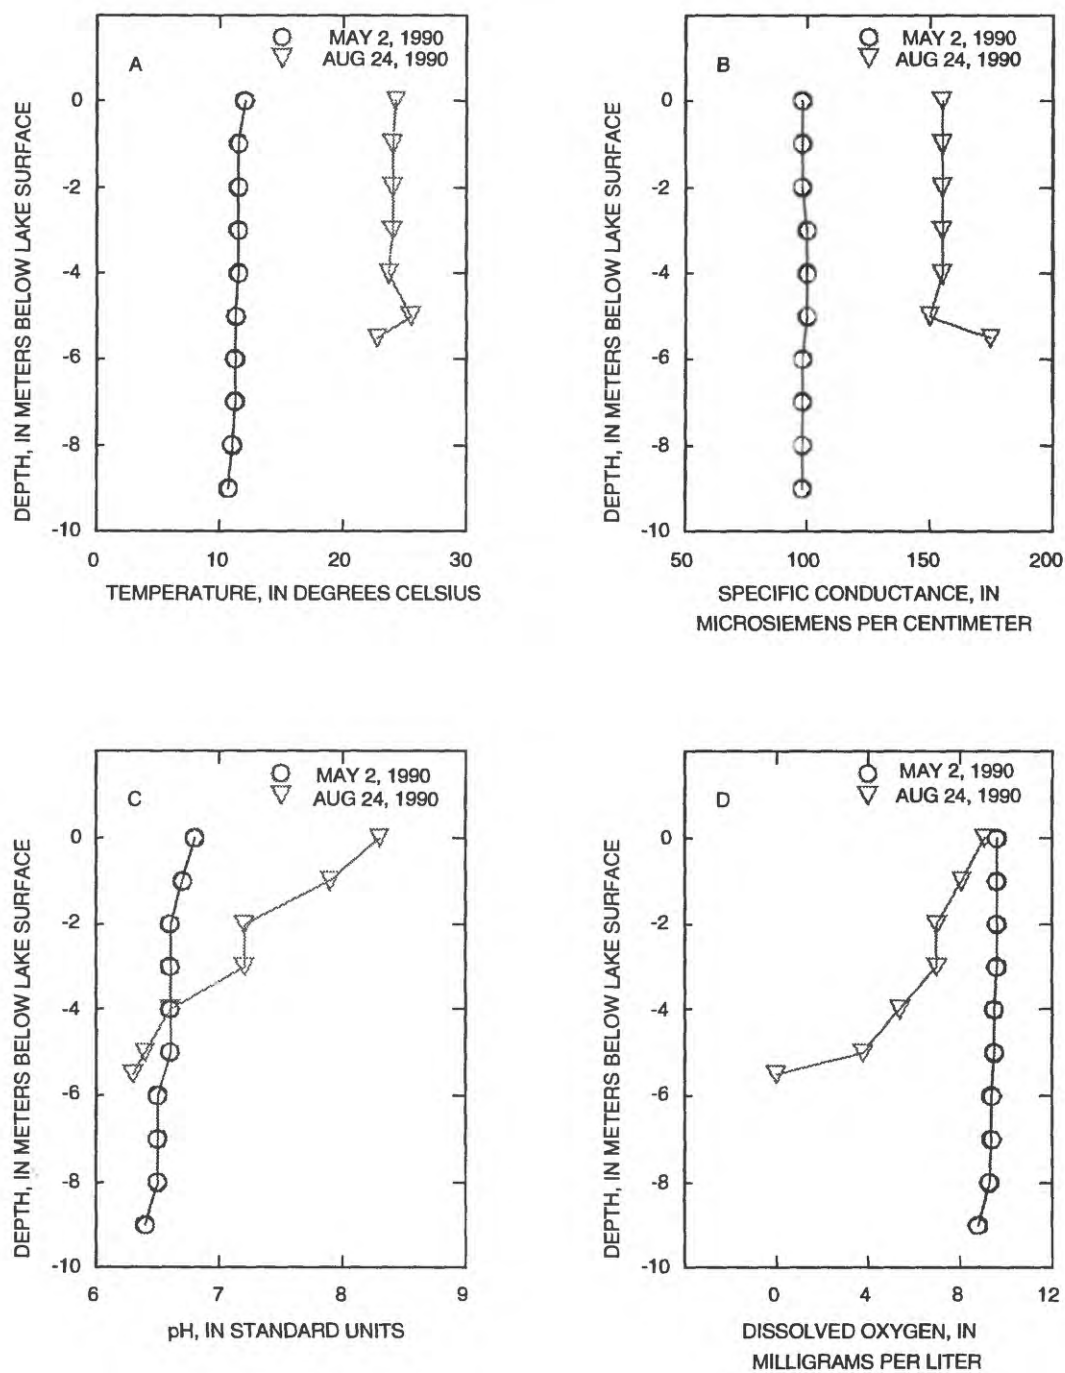 MAY 2, 1990
AUG 24, 1990
A
DEPTH, IN METERS BELOW LAKE SURFACE
0
-2
-4
-6
-8
-10
0
10
20
30
TEMPERATURE, IN DEGREES CELSIUS
MAY 2, 1990
AUG 24, 1990
B
DEPTH, IN METERS BELOW LAKE SURFACE
0
-2
-4
-6
-8
-10
50
100
150
200
SPECIFIC CONDUCTANCE, IN
MICROSIEMENS PER CENTIMETER
MAY 2, 1990
AUG 24, 1990
C
DEPTH, IN METERS BELOW LAKE SURFACE
0
-2
-4
-6
-8
-10
6
7
8
9
pH, IN STANDARD UNITS
MAY 2, 1990
AUG 24, 1990
D
DEPTH, IN METERS BELOW LAKE SURFACE
0
-2
-4
-6
-8
-10
0
4
8
12
DISSOLVED OXYGEN, IN
MILLIGRAMS PER LITER